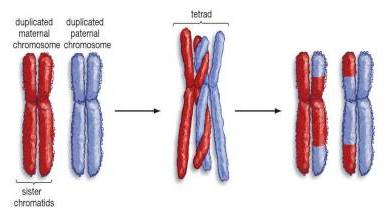 duplicated
maternal
chromosome
duplicated
paternal
chromosome
tetrad
sister
chromatids